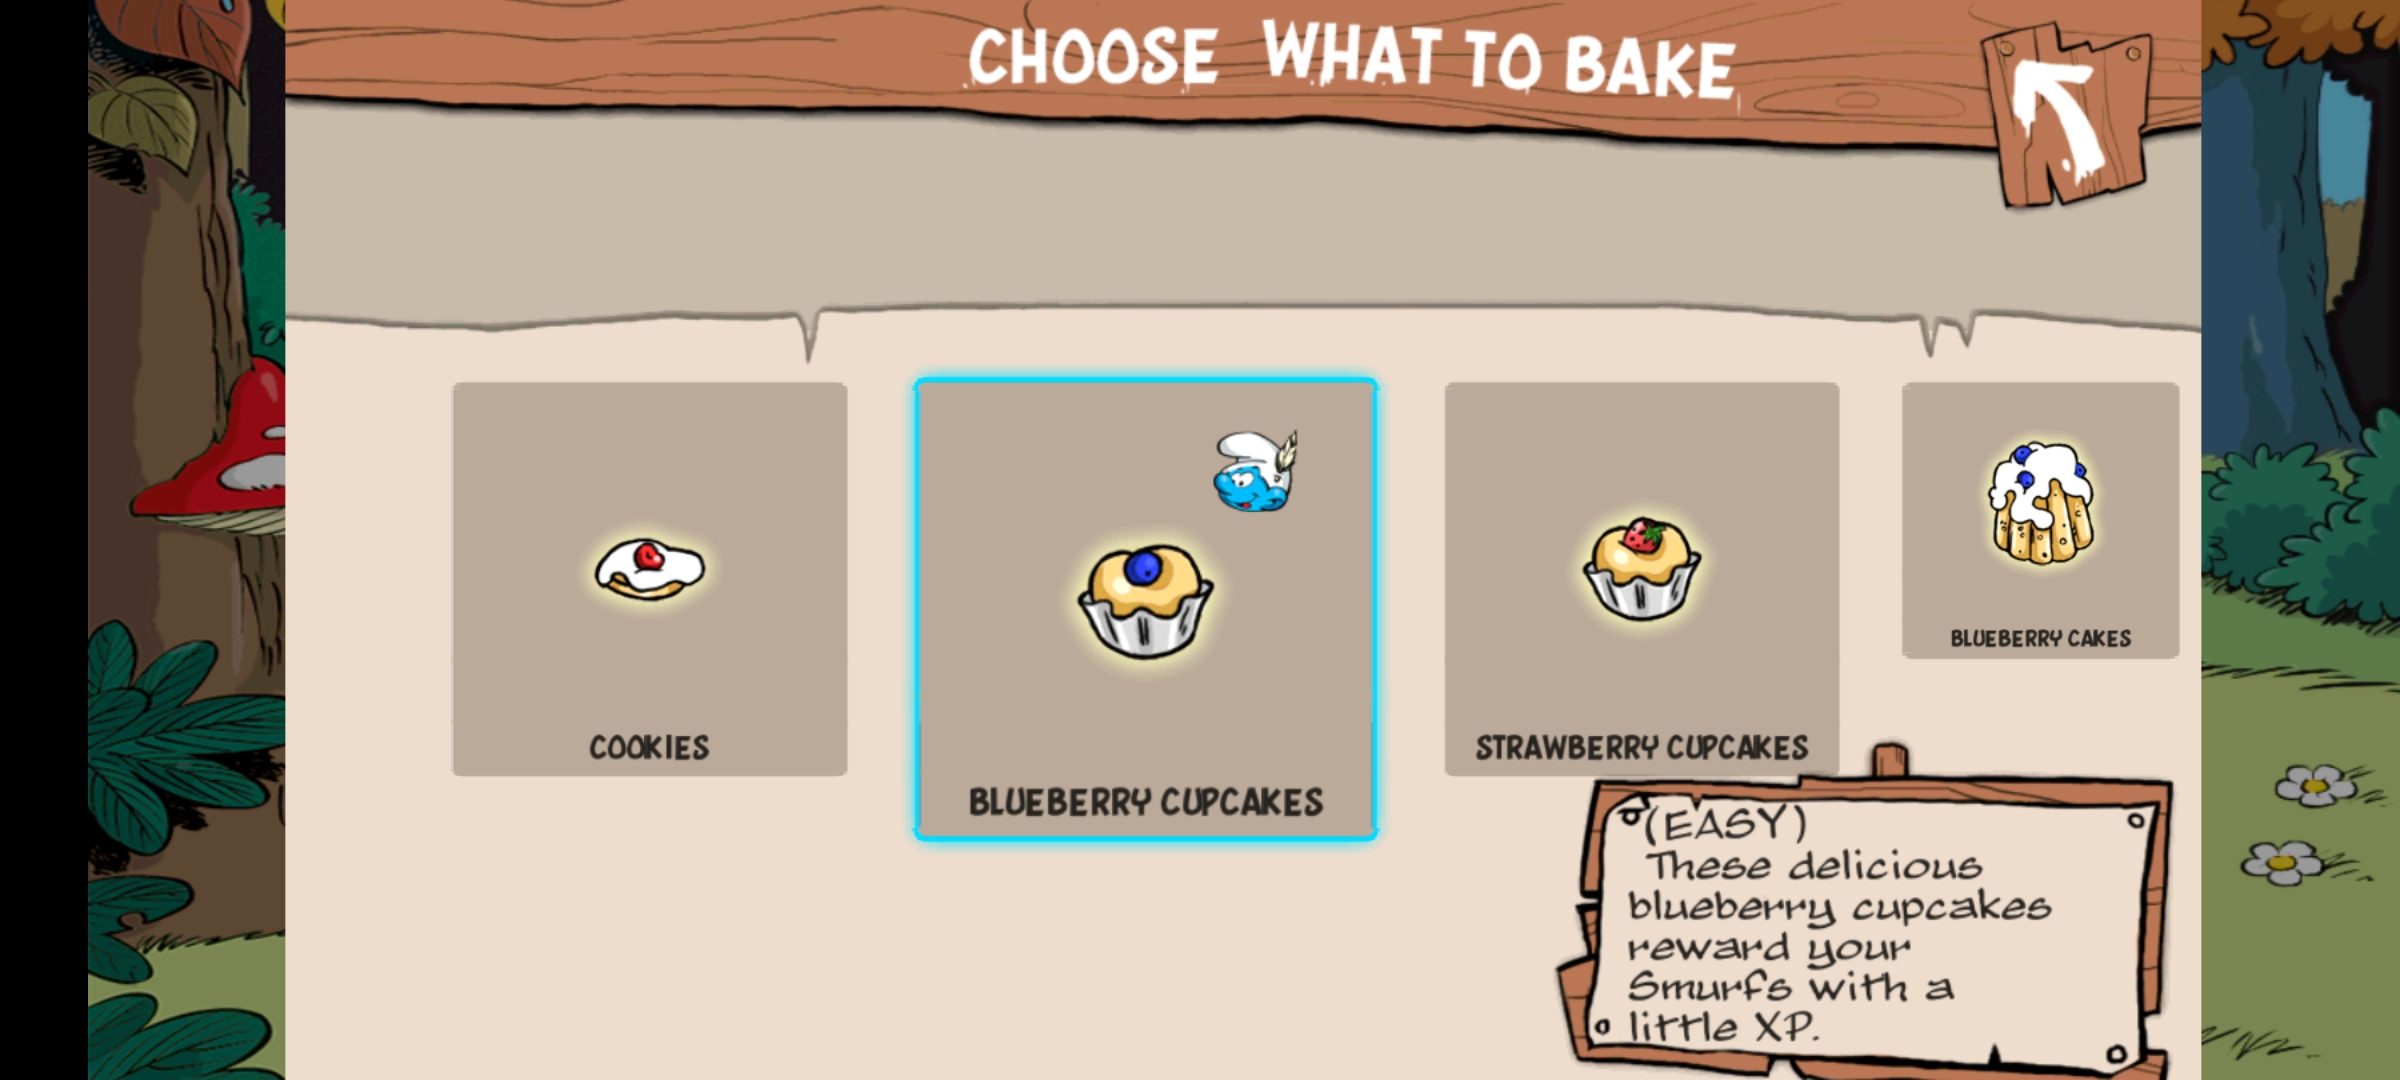 CHOOSE WHAT TO BAKE
COOKIES
BLUEBERRY CUPCAKES
STRAWBERRY CUPCAKES
BLUEBERRY CAKES
(EASY)
These delicious
blueberry cupcakes
reward your
Smurfs with a
little XP.